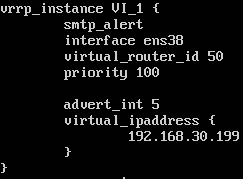 vrrp_instance VI_1 {
smtp_alert
interface ens38
virtual_router_id 50
priority 100
advert_int 5
virtual_ipaddress {
192.168.30.199
}
}